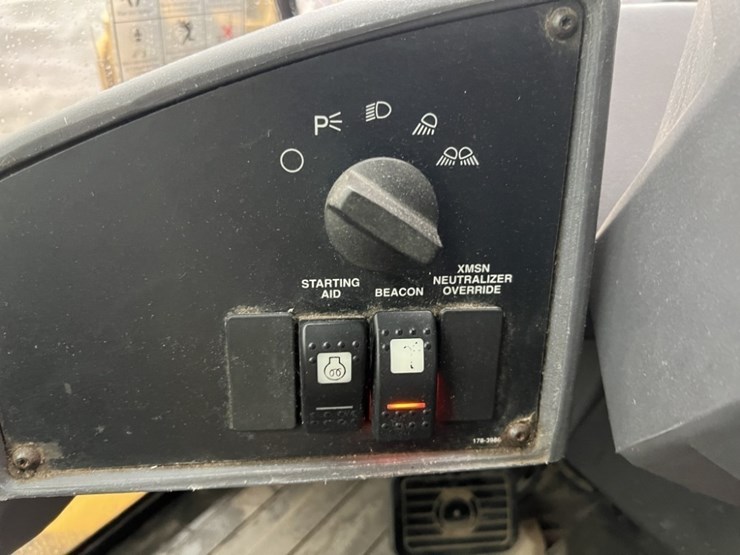 P
STARTING
AID
BEACON
XMSN
NEUTRALIZER
OVERRIDE